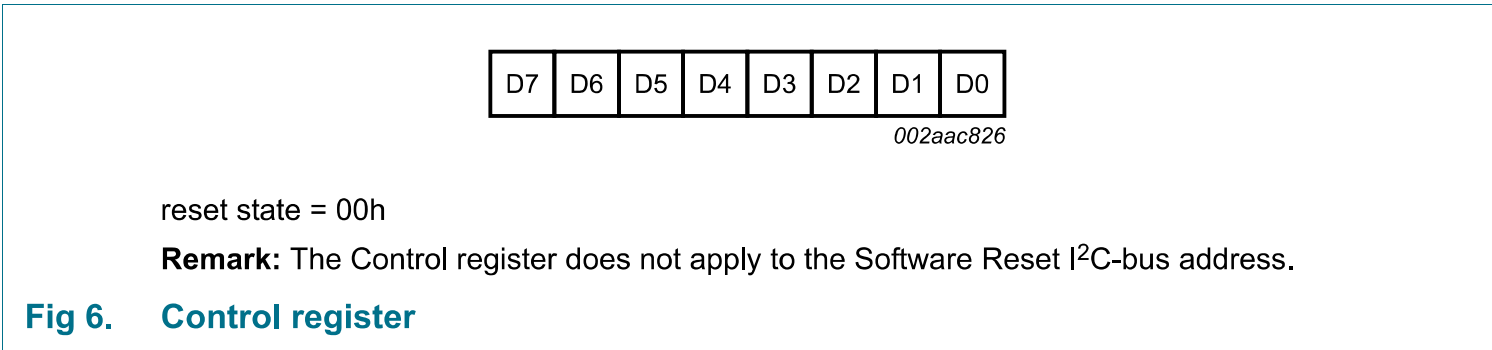 D7 D6 D5 D4 D3 D2 D1 D0
002aac826
reset state = 00h
Remark: The Control register does not apply to the Software Reset I²C-bus address.
Fig 6. Control register